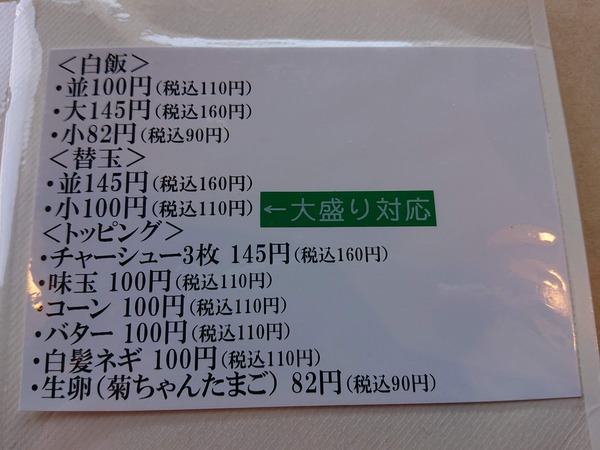 ＜白飯＞
・並100円(税込110円)
・大145円(税込160円)
・小82円(税込90円)
＜替玉＞
・並145円(税込160円)
・小100円(税込110円) ←大盛り対応
＜トッピング＞
・チャーシュー3枚 145円(税込160円)
・味玉 100円(税込110円)
・コーン 100円(税込110円)
・バター 100円(税込110円)
・白髪ネギ 100円(税込110円)
・生卵(菊ちゃんたまご) 82円(税込90円)